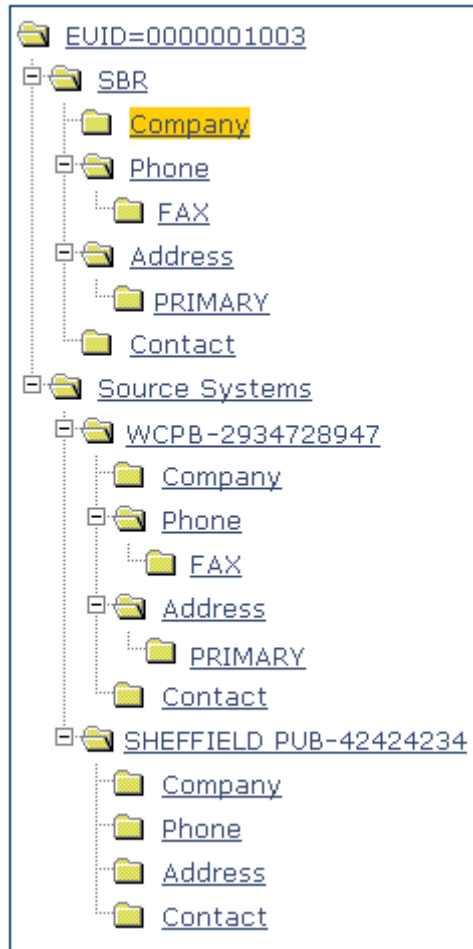 EUID=0000001003
SBR
Company
Phone
FAX
Address
PRIMARY
Contact
Source Systems
WCPB-2934728947
Company
Phone
FAX
Address
PRIMARY
Contact
SHEFFIELD PUB-42424234
Company
Phone
Address
Contact